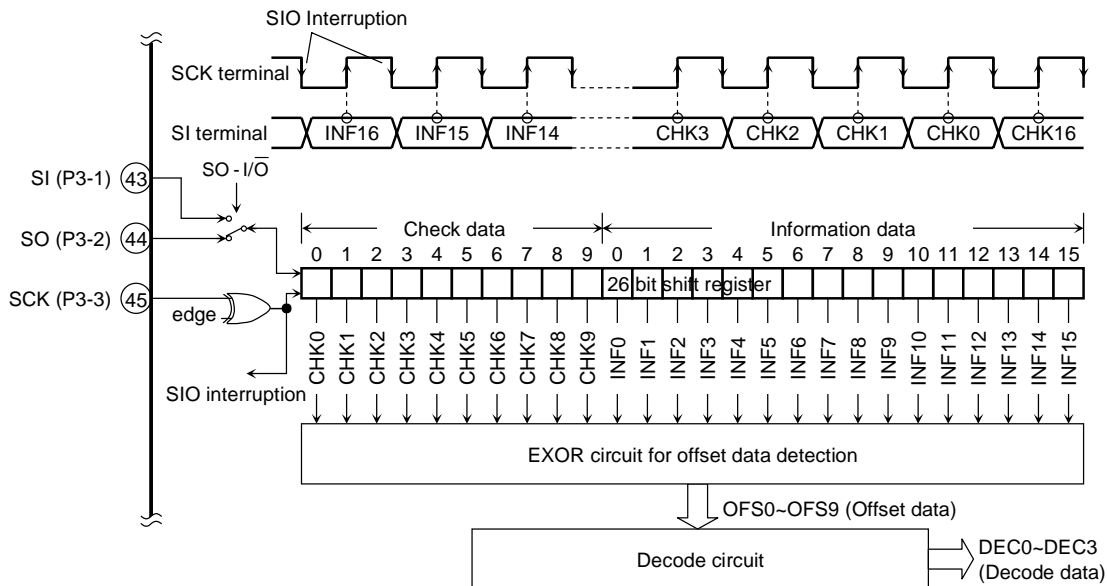 SIO Interruption
SCK terminal
SI terminal
INF16 INF15 INF14 CHK3 CHK2 CHK1 CHK0 CHK16
SO - I/O̅
SI (P3-1) 43
SO (P3-2) 44
SCK (P3-3) 45
Check data Information data
0 1 2 3 4 5 6 7 8 9 0 1 2 3 4 5 6 7 8 9 10 11 12 13 14 15
26 bit shift register
edge
SIO interruption
CHK0 CHK1 CHK2 CHK3 CHK4 CHK5 CHK6 CHK7 CHK8 CHK9 INF0 INF1 INF2 INF3 INF4 INF5 INF6 INF7 INF8 INF9 INF10 INF11 INF12 INF13 INF14 INF15
EXOR circuit for offset data detection
OFS0~OFS9 (Offset data)
Decode circuit
DEC0~DEC3
(Decode data)